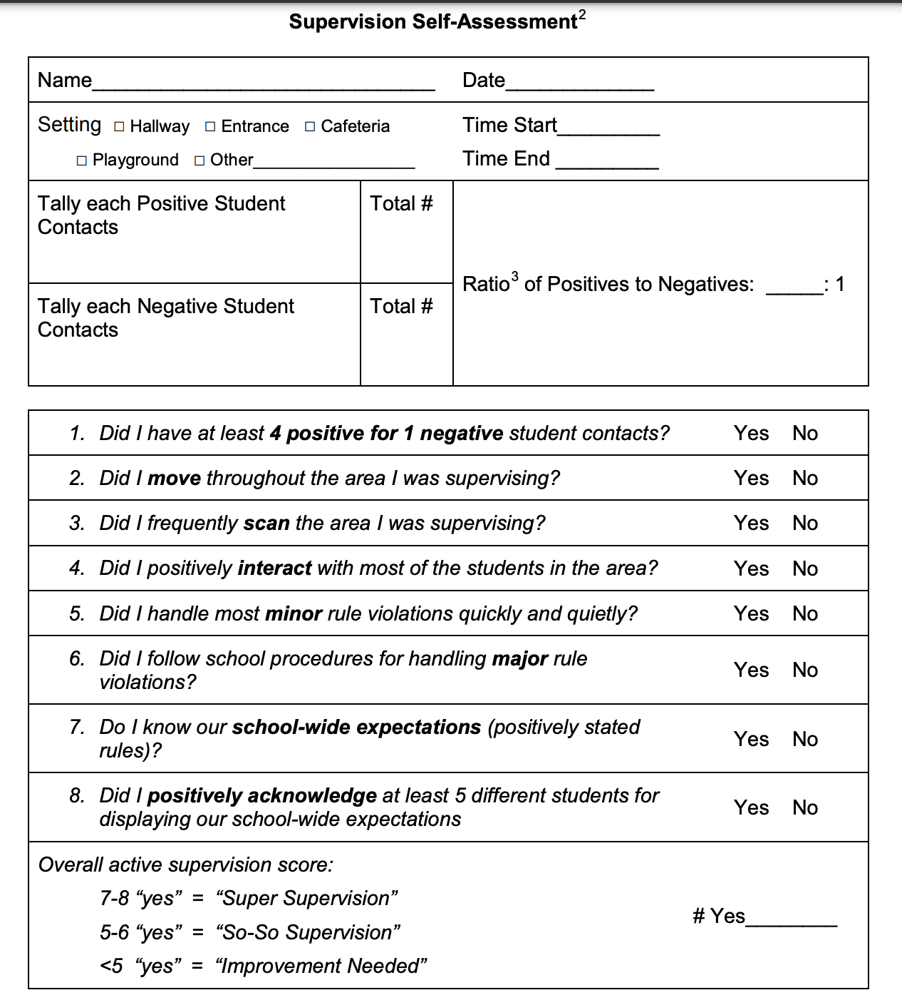 Supervision Self-Assessment²
Name______________________________ Date_____________
Setting □ Hallway □ Entrance □ Cafeteria Time Start_________
□ Playground □ Other________________ Time End _________
Tally each Positive Student
Contacts
Total #
Ratio³ of Positives to Negatives: _____: 1
Tally each Negative Student
Contacts
Total #
1. Did I have at least 4 positive for 1 negative student contacts? Yes No
2. Did I move throughout the area I was supervising? Yes No
3. Did I frequently scan the area I was supervising? Yes No
4. Did I positively interact with most of the students in the area? Yes No
5. Did I handle most minor rule violations quickly and quietly? Yes No
6. Did I follow school procedures for handling major rule
violations? Yes No
7. Do I know our school-wide expectations (positively stated
rules)? Yes No
8. Did I positively acknowledge at least 5 different students for
displaying our school-wide expectations Yes No
Overall active supervision score:
7-8 “yes” = “Super Supervision”
5-6 “yes” = “So-So Supervision”
<5 “yes” = “Improvement Needed”
# Yes________